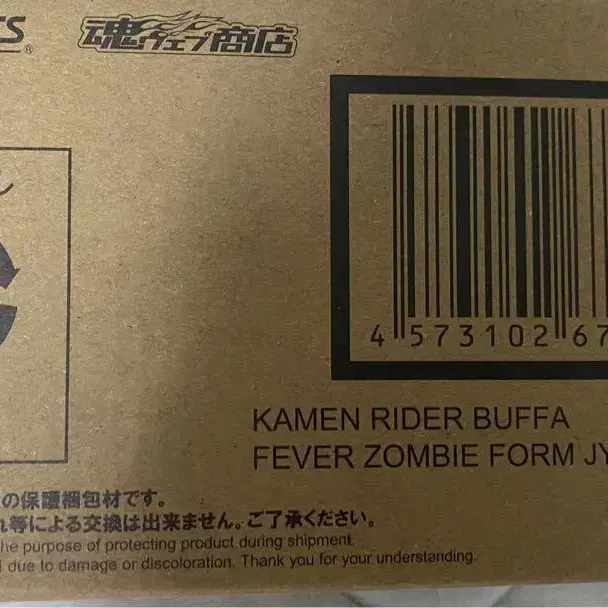 CS®
魂ウェブ商店
4 573102 67
KAMEN RIDER BUFFA
FEVER ZOMBIE FORM JY
の保護梱包材です。
れ等による交換は出来ません。ご了承ください。
he purpose of protecting product during shipment.
l due to damage or discoloration. Thank you for your understanding.